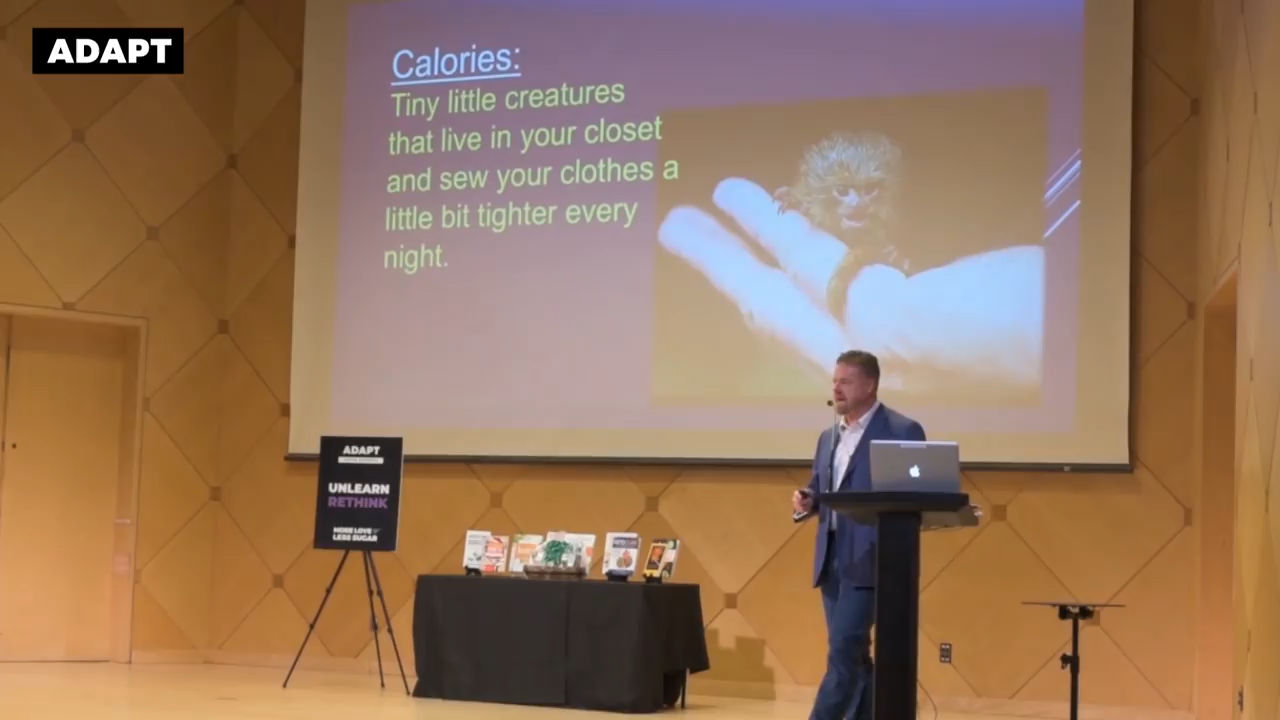 ADAPT
Calories:
Tiny little creatures
that live in your closet
and sew your clothes a
little bit tighter every
night.
ADAPT
UNLEARN
RETHINK
MORE LOVE
LESS SUGAR